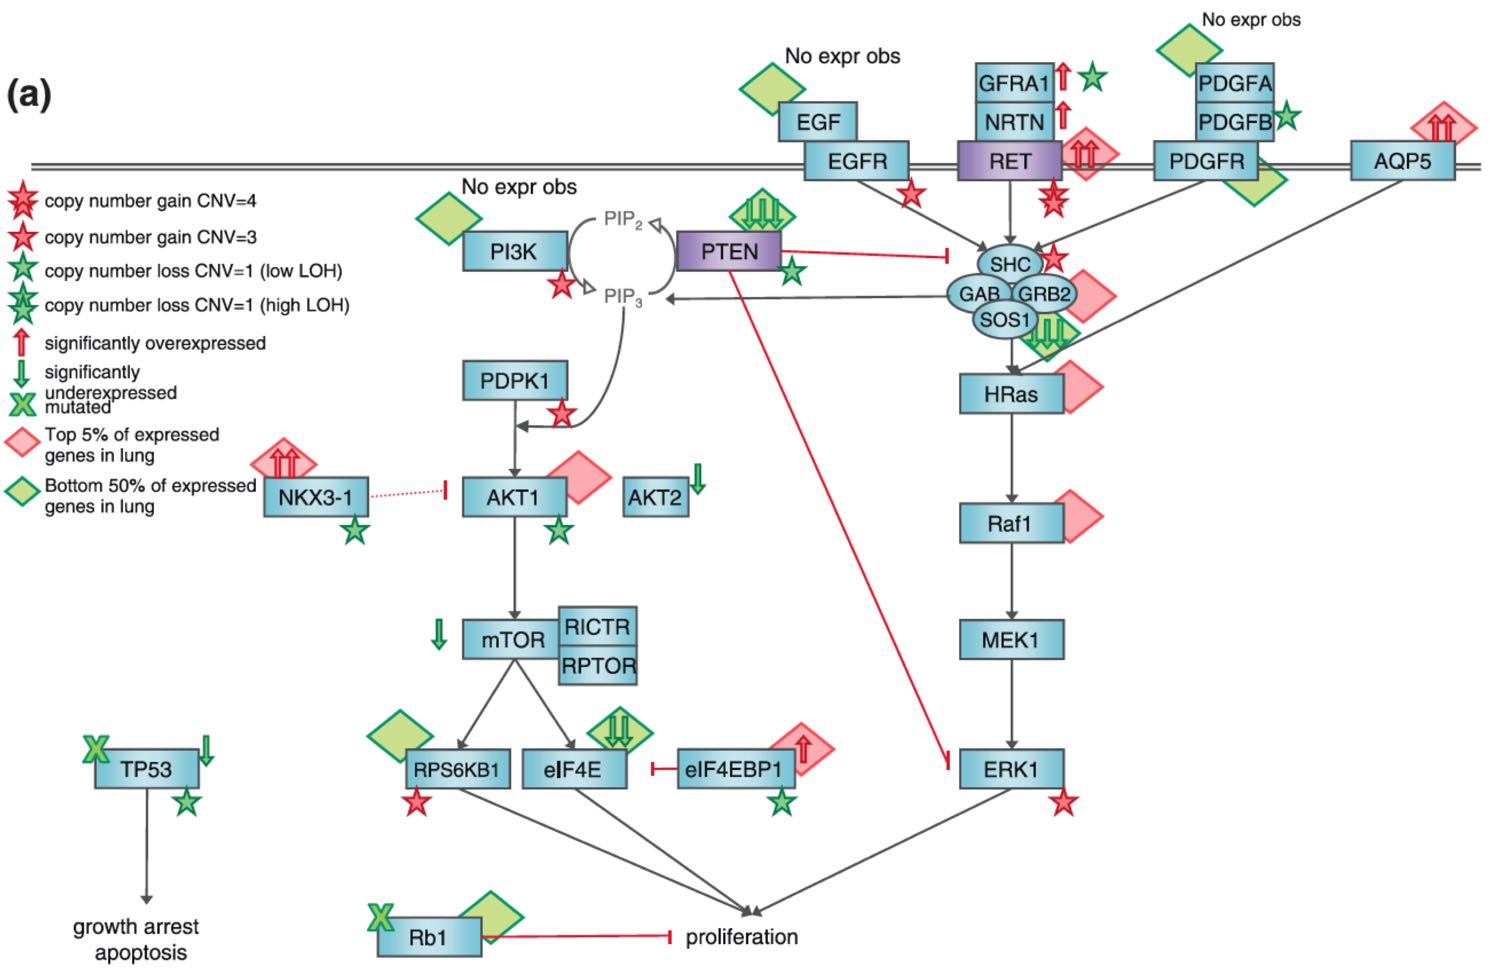 (a)
No expr obs
No expr obs
GFRA1
PDGFA
EGF
NRTN
PDGFB
EGFR
RET
PDGFR
AQP5
copy number gain CNV=4
copy number gain CNV=3
copy number loss CNV=1 (low LOH)
copy number loss CNV=1 (high LOH)
significantly overexpressed
significantly
underexpressed
mutated
Top 5% of expressed
genes in lung
Bottom 50% of expressed
genes in lung
No expr obs
PIP2
PI3K
PTEN
PIP3
SHC
GAB
GRB2
SOS1
PDPK1
HRas
NKX3-1
AKT1
AKT2
Raf1
mTOR
RICTR
RPTOR
MEK1
TP53
RPS6KB1
eIF4E
eIF4EBP1
ERK1
growth arrest
apoptosis
Rb1
proliferation